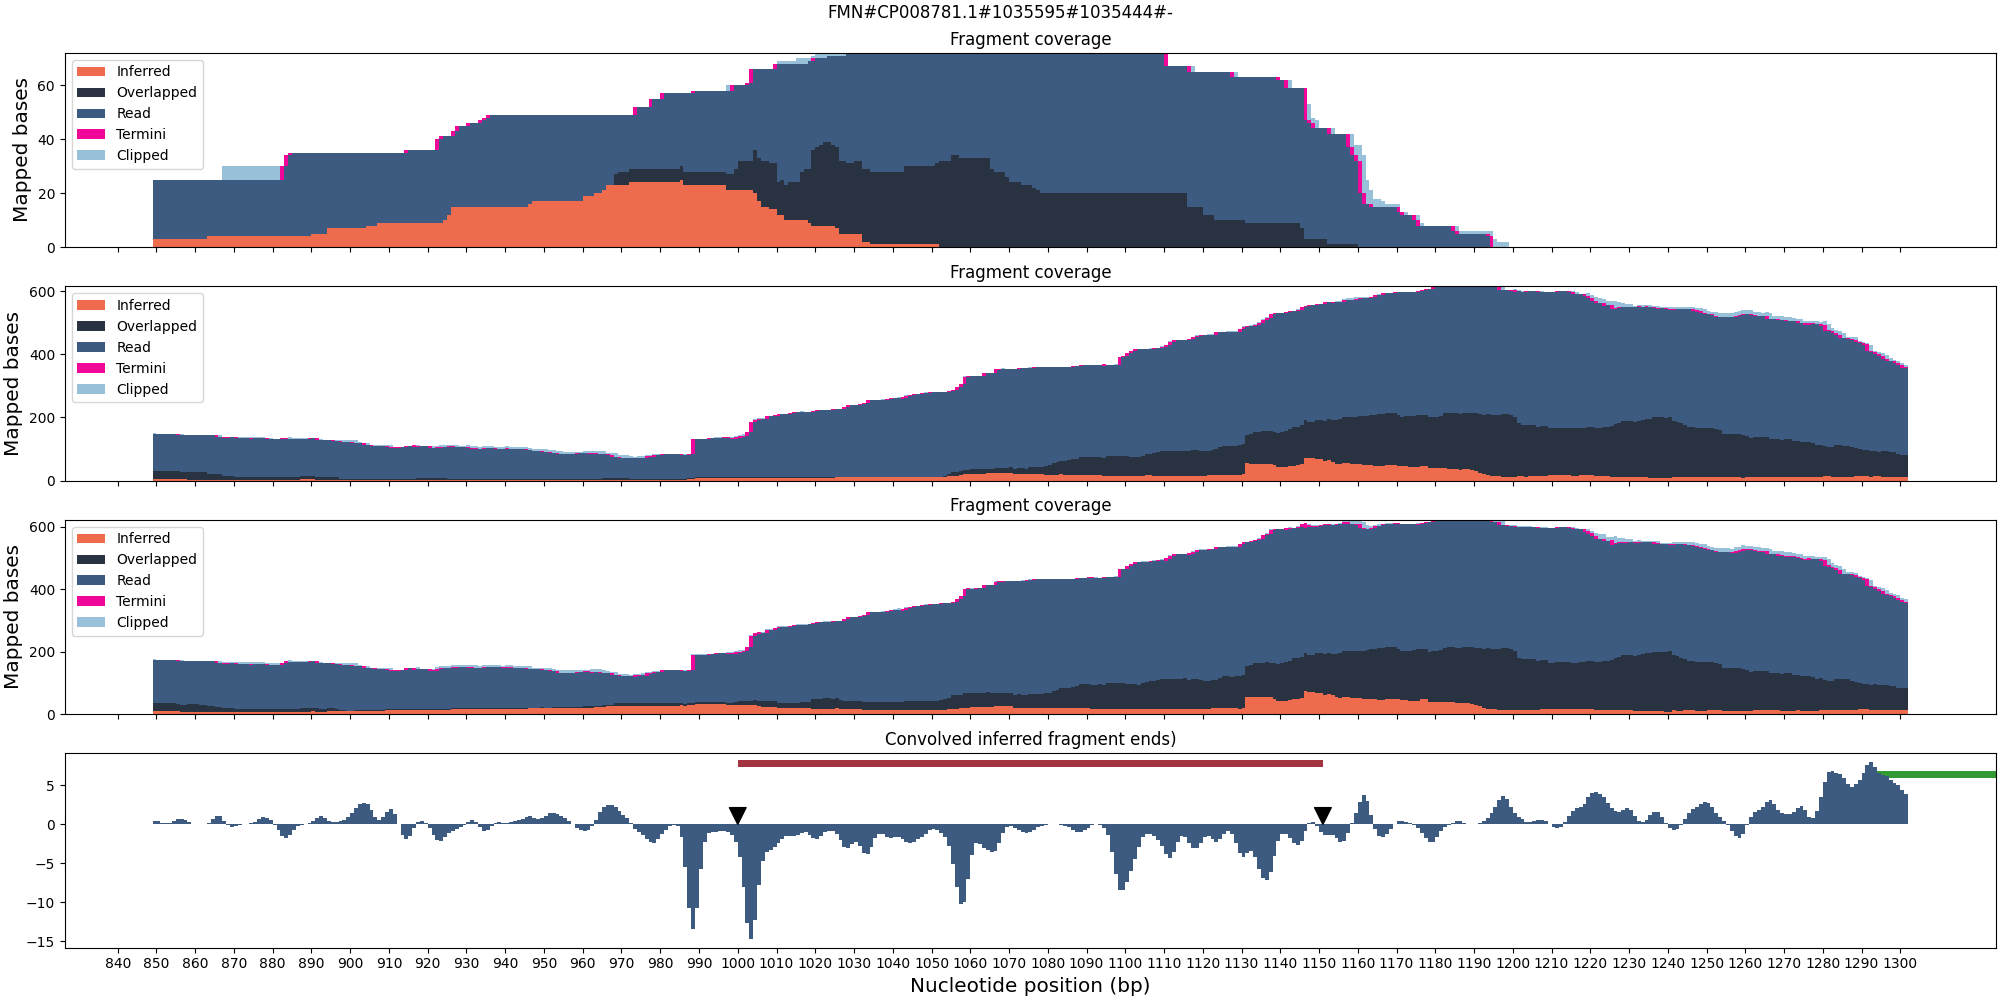 FMN#CP008781.1#1035595#1035444#-
Fragment coverage
Mapped bases
60
40
20
0
Inferred
Overlapped
Read
Termini
Clipped
Fragment coverage
Mapped bases
600
400
200
0
Inferred
Overlapped
Read
Termini
Clipped
Fragment coverage
Mapped bases
600
400
200
0
Inferred
Overlapped
Read
Termini
Clipped
Convolved inferred fragment ends)
5
0
−5
−10
−15
840 850 860 870 880 890 900 910 920 930 940 950 960 970 980 990 1000 1010 1020 1030 1040 1050 1060 1070 1080 1090 1100 1110 1120 1130 1140 1150 1160 1170 1180 1190 1200 1210 1220 1230 1240 1250 1260 1270 1280 1290 1300
Nucleotide position (bp)